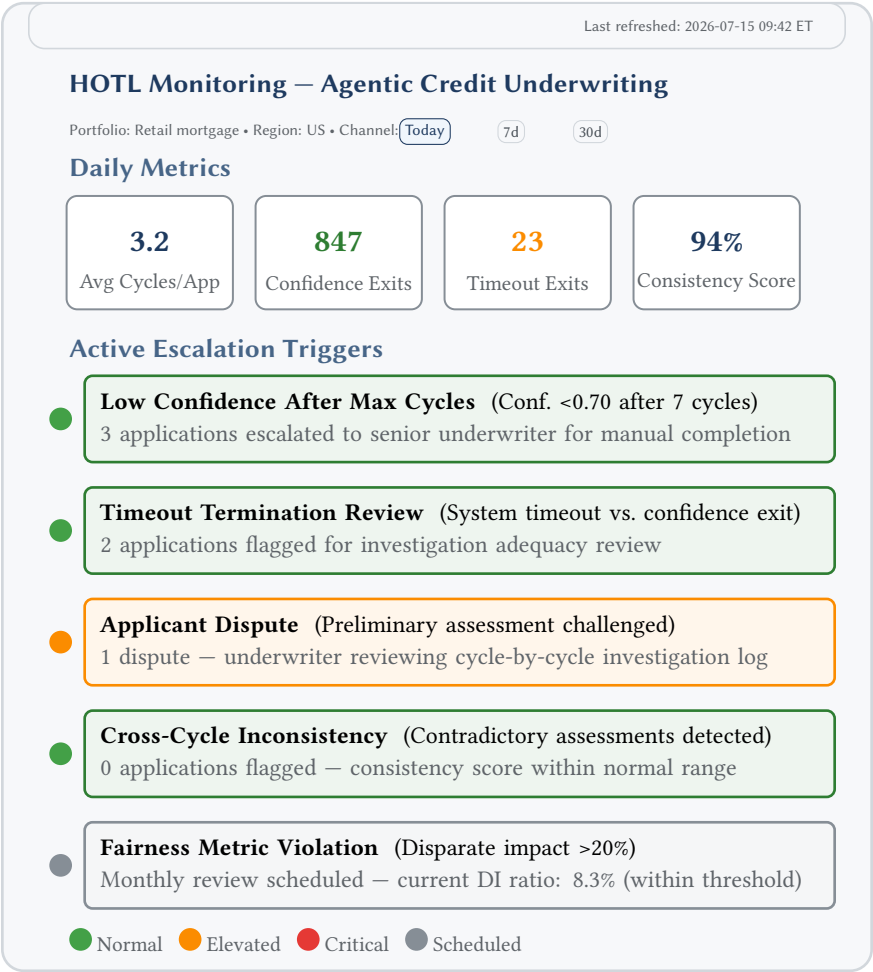 Last refreshed: 2026-07-15 09:42 ET
HOTL Monitoring — Agentic Credit Underwriting
Portfolio: Retail mortgage • Region: US • Channel: Today 7d 30d
Daily Metrics
3.2
Avg Cycles/App
847
Confidence Exits
23
Timeout Exits
94%
Consistency Score
Active Escalation Triggers
Low Confidence After Max Cycles (Conf. <0.70 after 7 cycles)
3 applications escalated to senior underwriter for manual completion
Timeout Termination Review (System timeout vs. confidence exit)
2 applications flagged for investigation adequacy review
Applicant Dispute (Preliminary assessment challenged)
1 dispute — underwriter reviewing cycle-by-cycle investigation log
Cross-Cycle Inconsistency (Contradictory assessments detected)
0 applications flagged — consistency score within normal range
Fairness Metric Violation (Disparate impact >20%)
Monthly review scheduled — current DI ratio: 8.3% (within threshold)
Normal Elevated Critical Scheduled